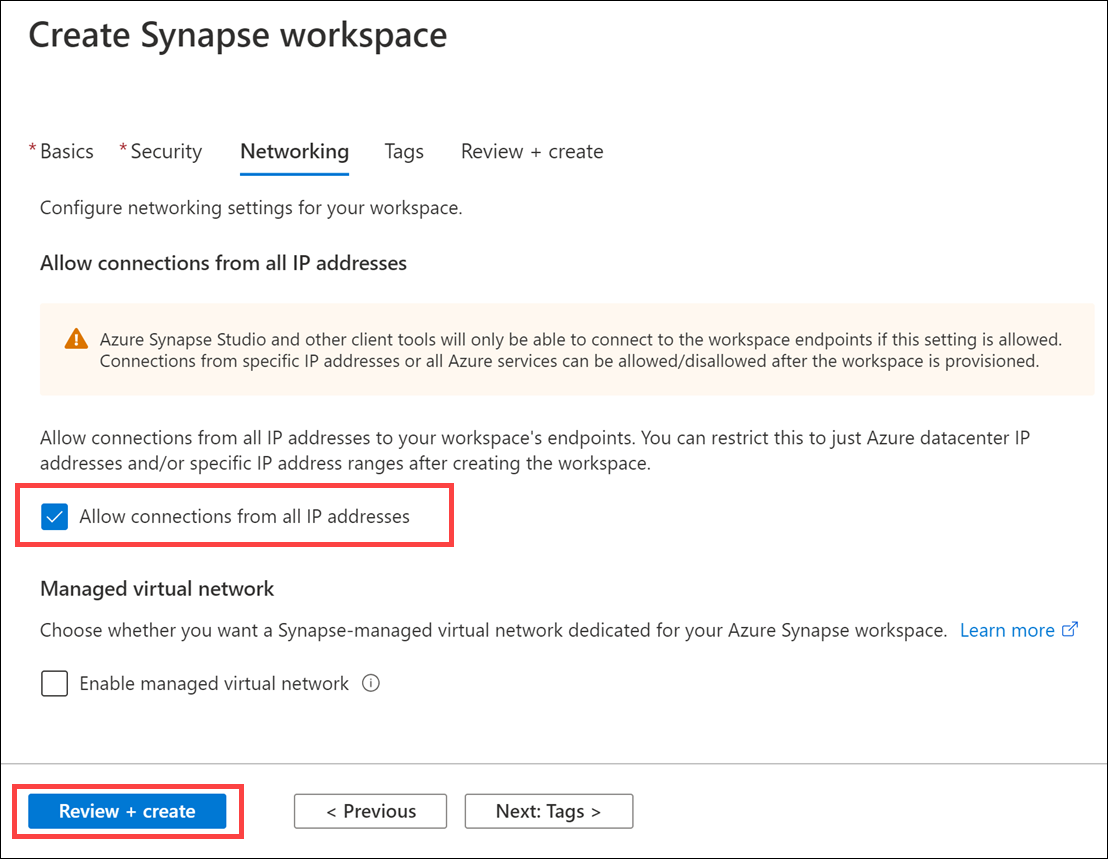 Create Synapse workspace
* Basics * Security Networking Tags Review + create
Configure networking settings for your workspace.
Allow connections from all IP addresses
Azure Synapse Studio and other client tools will only be able to connect to the workspace endpoints if this setting is allowed.
Connections from specific IP addresses or all Azure services can be allowed/disallowed after the workspace is provisioned.
Allow connections from all IP addresses to your workspace's endpoints. You can restrict this to just Azure datacenter IP
addresses and/or specific IP address ranges after creating the workspace.
Allow connections from all IP addresses
Managed virtual network
Choose whether you want a Synapse-managed virtual network dedicated for your Azure Synapse workspace. Learn more
Enable managed virtual network
Review + create < Previous Next: Tags >